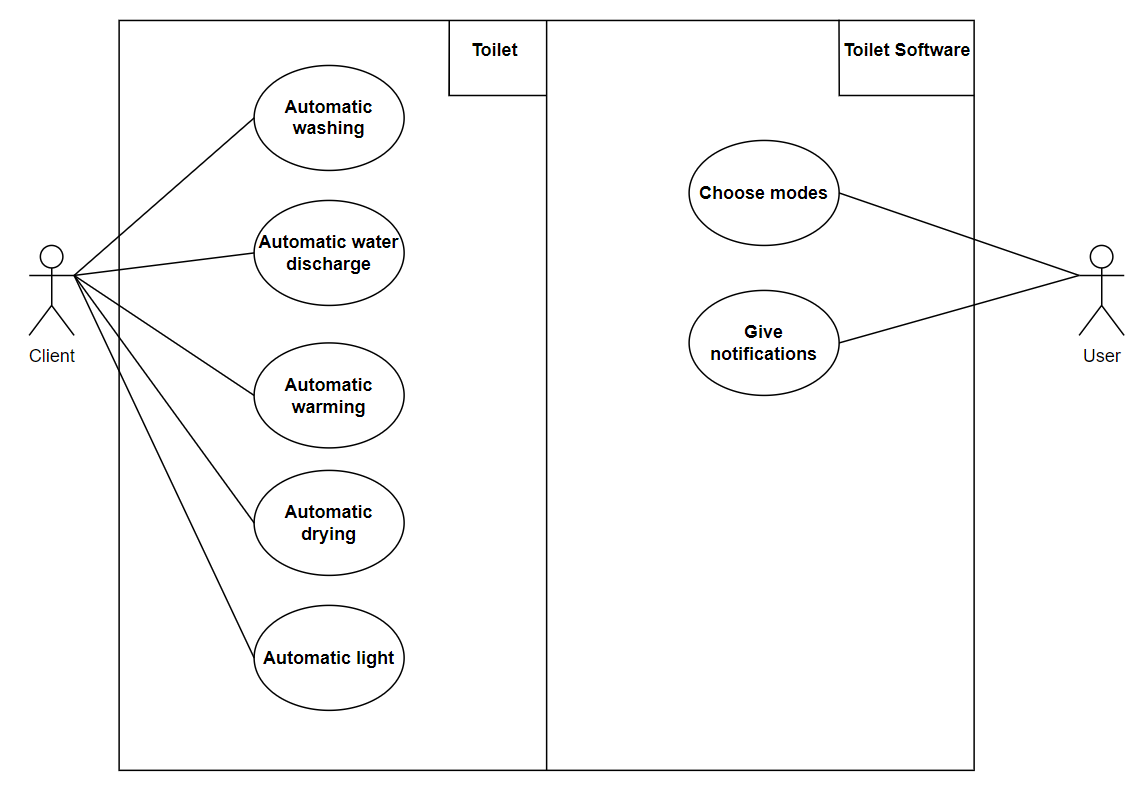 Toilet
Toilet Software
Automatic
washing
Automatic water
discharge
Automatic
warming
Automatic
drying
Automatic light
Choose modes
Give
notifications
Client
User